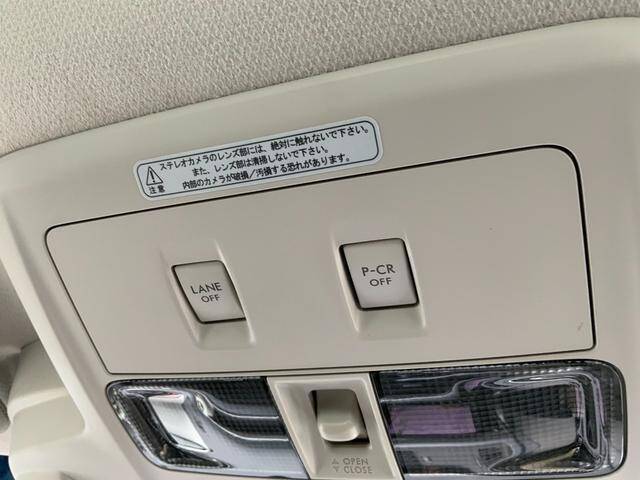 ステレオカメラのレンズ部には、絶対に触れないで下さい。
また、レンズ部は清掃しないで下さい。
内部のカメラが破損/汚損する恐れがあります。
注意
LANE
OFF
P-CR
OFF
OPEN
CLOSE